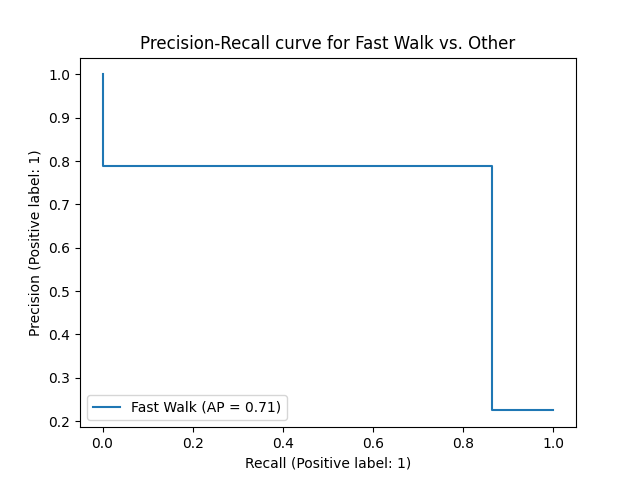 Precision-Recall curve for Fast Walk vs. Other
1.0
0.9
0.8
0.7
0.6
0.5
0.4
0.3
0.2
Precision (Positive label: 1)
Fast Walk (AP = 0.71)
0.0 0.2 0.4 0.6 0.8 1.0
Recall (Positive label: 1)